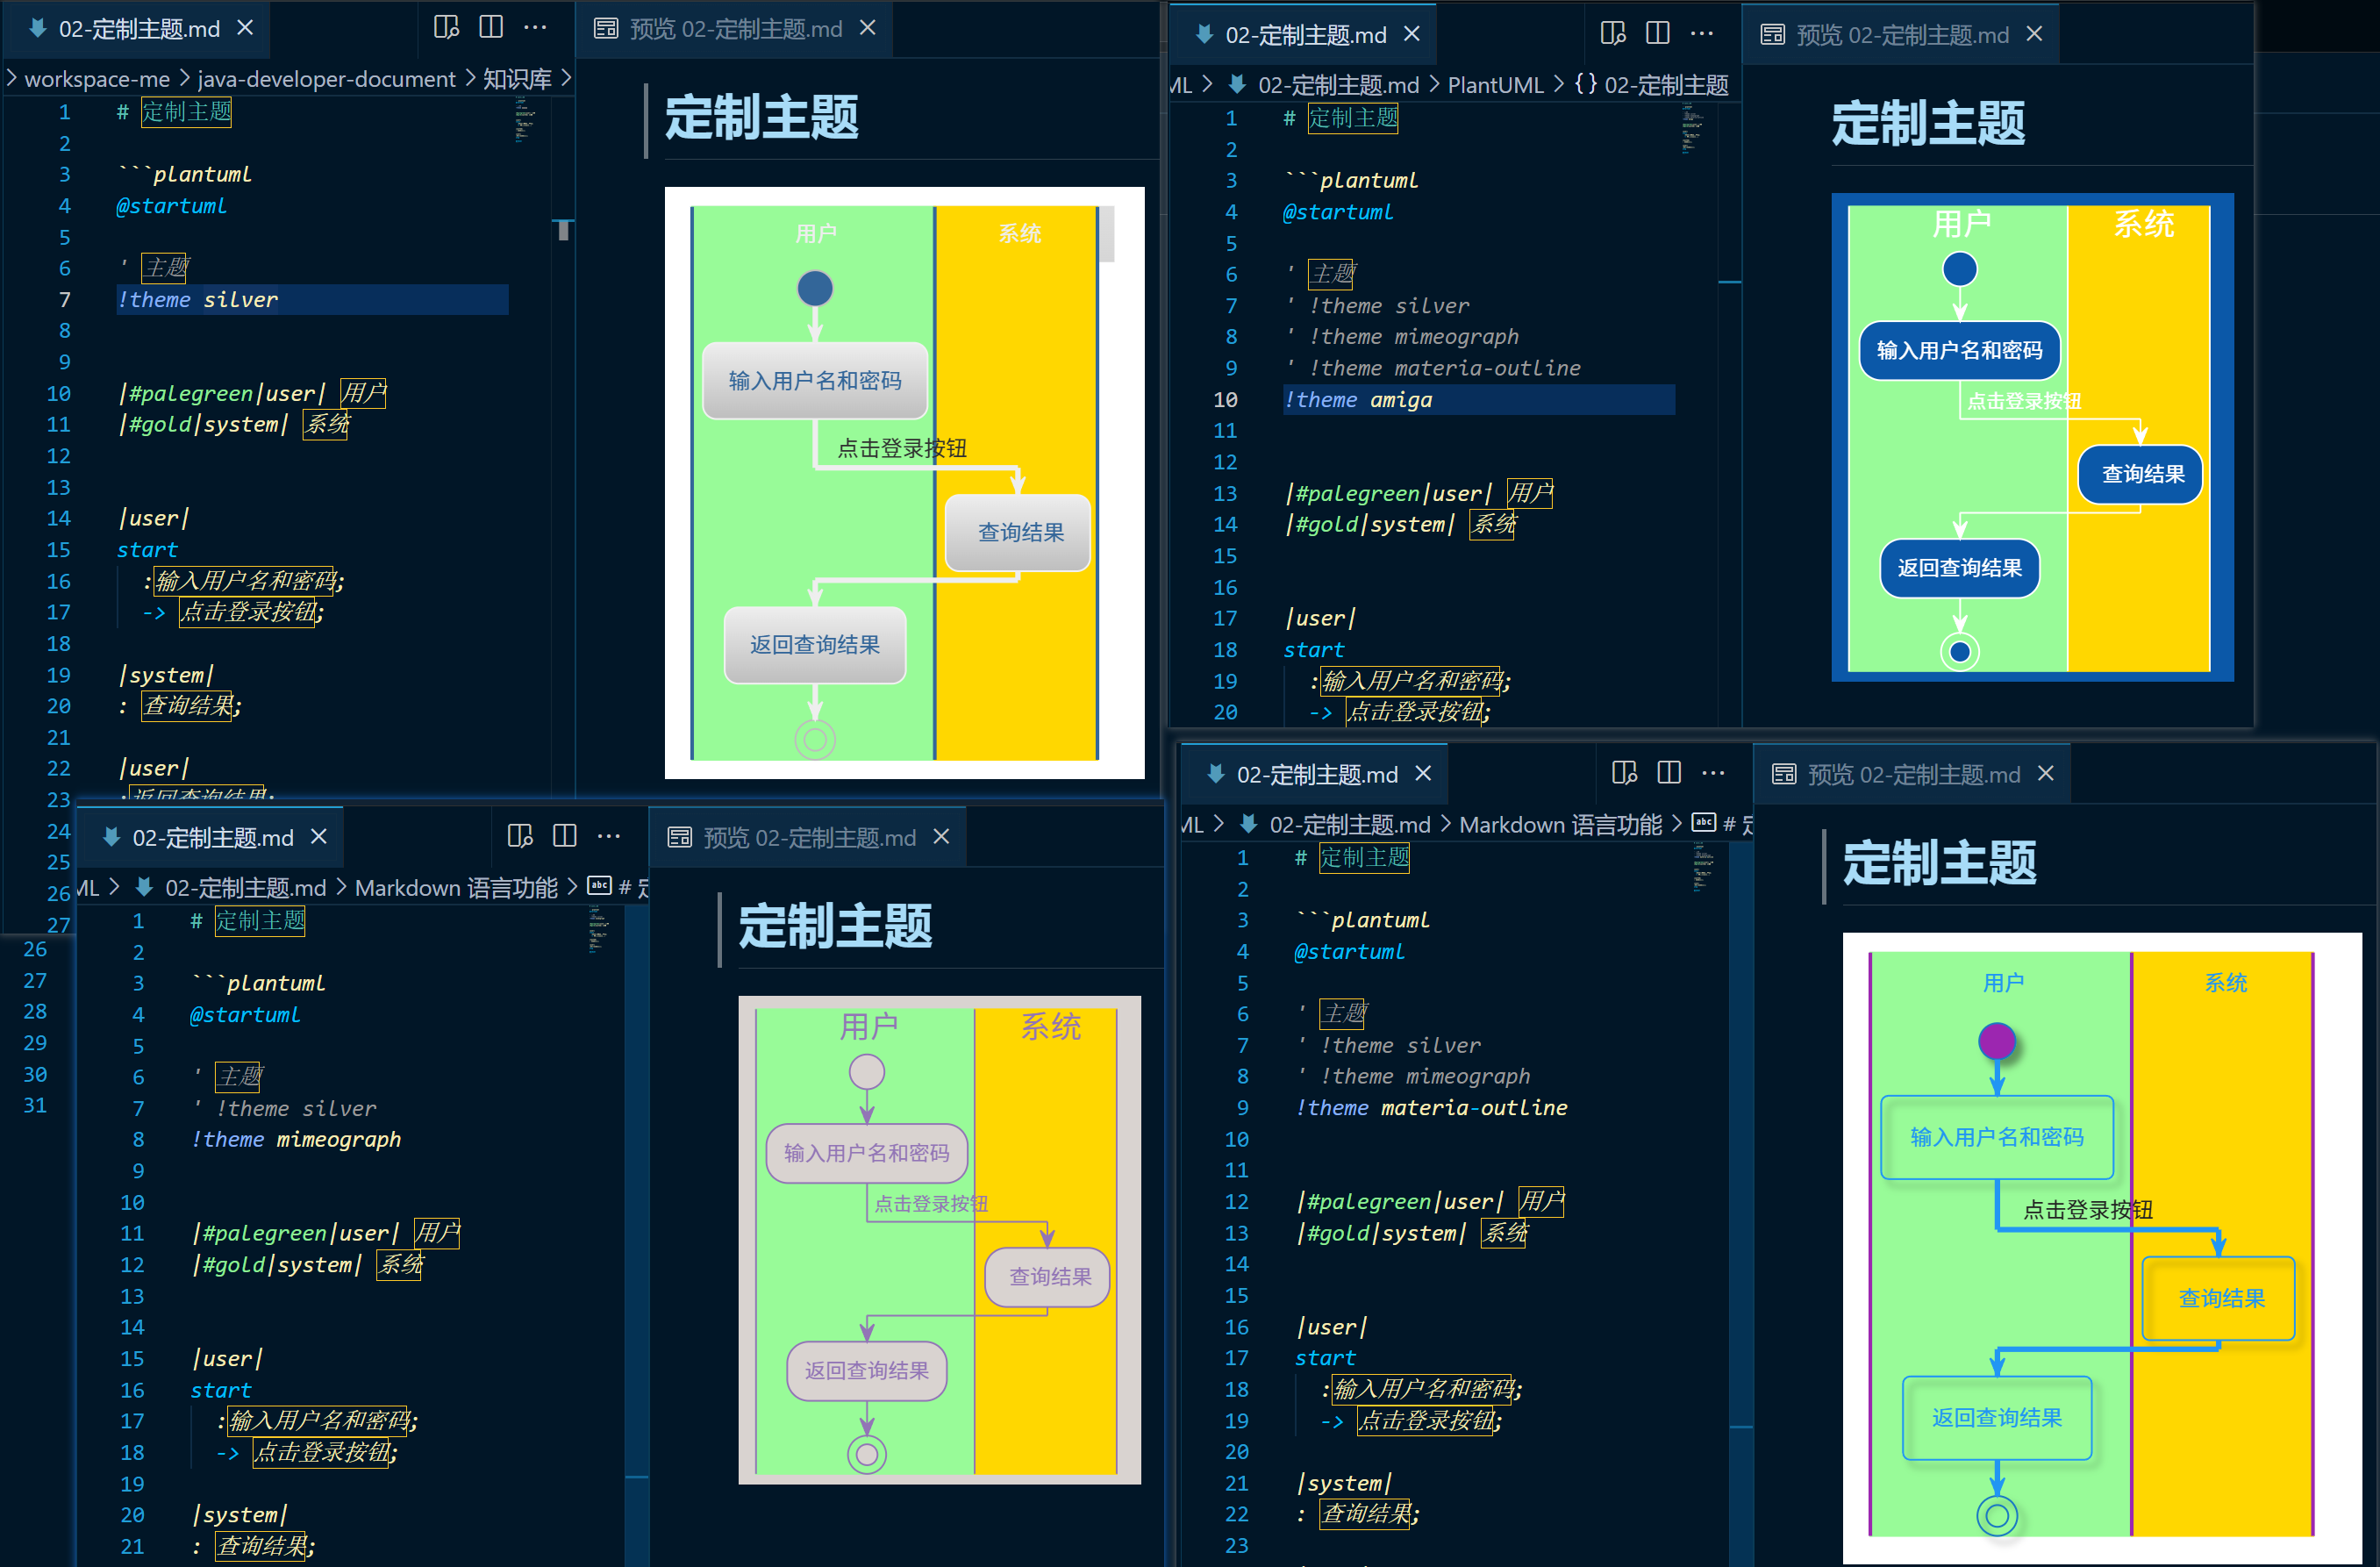 02-定制主题.md
预览 02-定制主题.md
workspace-me > java-developer-document > 知识库 >
1 # 定制主题
2
3 ```plantuml
4 @startuml
5
6 ' 主题
7 !theme silver
8
9
10 |#palegreen|user| 用户
11 |#gold|system| 系统
12
13
14 |user|
15 start
16 :输入用户名和密码;
17 -> 点击登录按钮;
18
19 |system|
20 : 查询结果;
21
22 |user|
23 :返回查询结果;
24
25
26
27
26
27
28
29
30
31
定制主题
用户
系统
输入用户名和密码
点击登录按钮
查询结果
返回查询结果
02-定制主题.md
预览 02-定制主题.md
ML > 02-定制主题.md > PlantUML > {} 02-定制主题
1 # 定制主题
2
3 ```plantuml
4 @startuml
5
6 ' 主题
7 ' !theme silver
8 ' !theme mimeograph
9 ' !theme materia-outline
10 !theme amiga
11
12
13 |#palegreen|user| 用户
14 |#gold|system| 系统
15
16
17 |user|
18 start
19 :输入用户名和密码;
20 -> 点击登录按钮;
定制主题
用户
系统
输入用户名和密码
点击登录按钮
查询结果
返回查询结果
02-定制主题.md
预览 02-定制主题.md
ML > 02-定制主题.md > Markdown 语言功能 > abc # 定
1 # 定制主题
2
3 ```plantuml
4 @startuml
5
6 ' 主题
7 ' !theme silver
8 !theme mimeograph
9
10
11 |#palegreen|user| 用户
12 |#gold|system| 系统
13
14
15 |user|
16 start
17 :输入用户名和密码;
18 -> 点击登录按钮;
19
20 |system|
21 : 查询结果;
定制主题
用户
系统
输入用户名和密码
点击登录按钮
查询结果
返回查询结果
02-定制主题.md
预览 02-定制主题.md
ML > 02-定制主题.md > Markdown 语言功能 > abc # 定
1 # 定制主题
2
3 ```plantuml
4 @startuml
5
6 ' 主题
7 ' !theme silver
8 ' !theme mimeograph
9 !theme materia-outline
10
11
12 |#palegreen|user| 用户
13 |#gold|system| 系统
14
15
16 |user|
17 start
18 :输入用户名和密码;
19 -> 点击登录按钮;
20
21 |system|
22 : 查询结果;
23
定制主题
用户
系统
输入用户名和密码
点击登录按钮
查询结果
返回查询结果